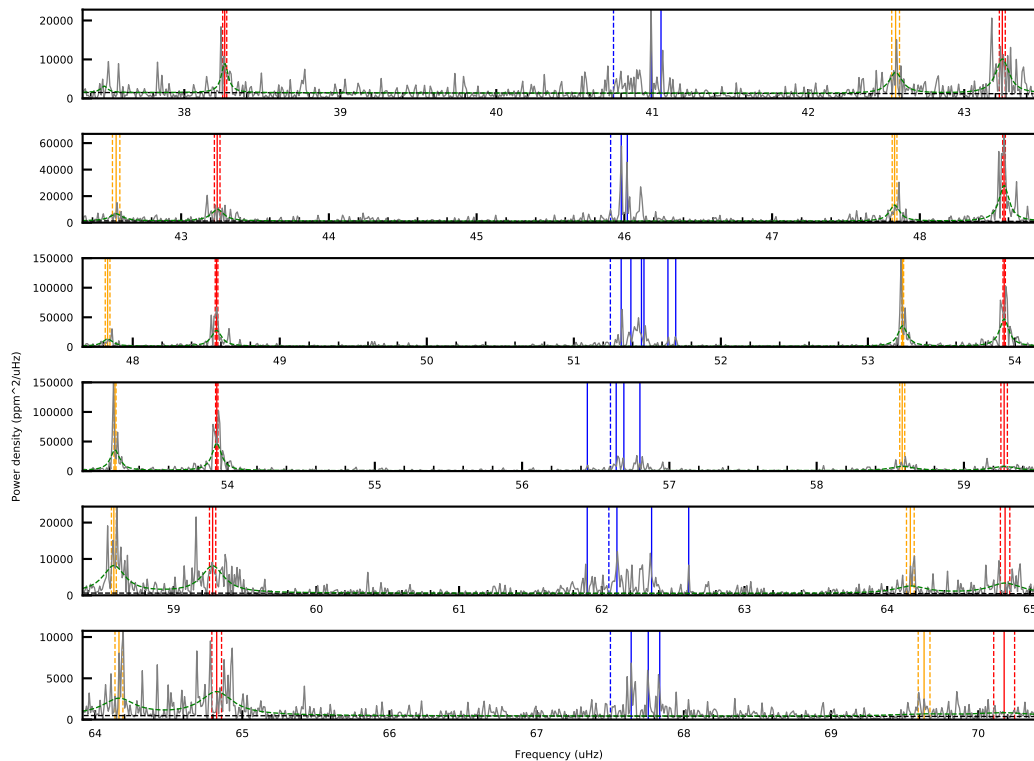 20000
10000
0
38 39 40 41 42 43
60000
40000
20000
0
43 44 45 46 47 48
150000
100000
50000
0
48 49 50 51 52 53 54
150000
100000
50000
0
54 55 56 57 58 59
20000
10000
0
59 60 61 62 63 64 65
10000
5000
0
64 65 66 67 68 69 70
Power density (ppm^2/uHz)
Frequency (uHz)